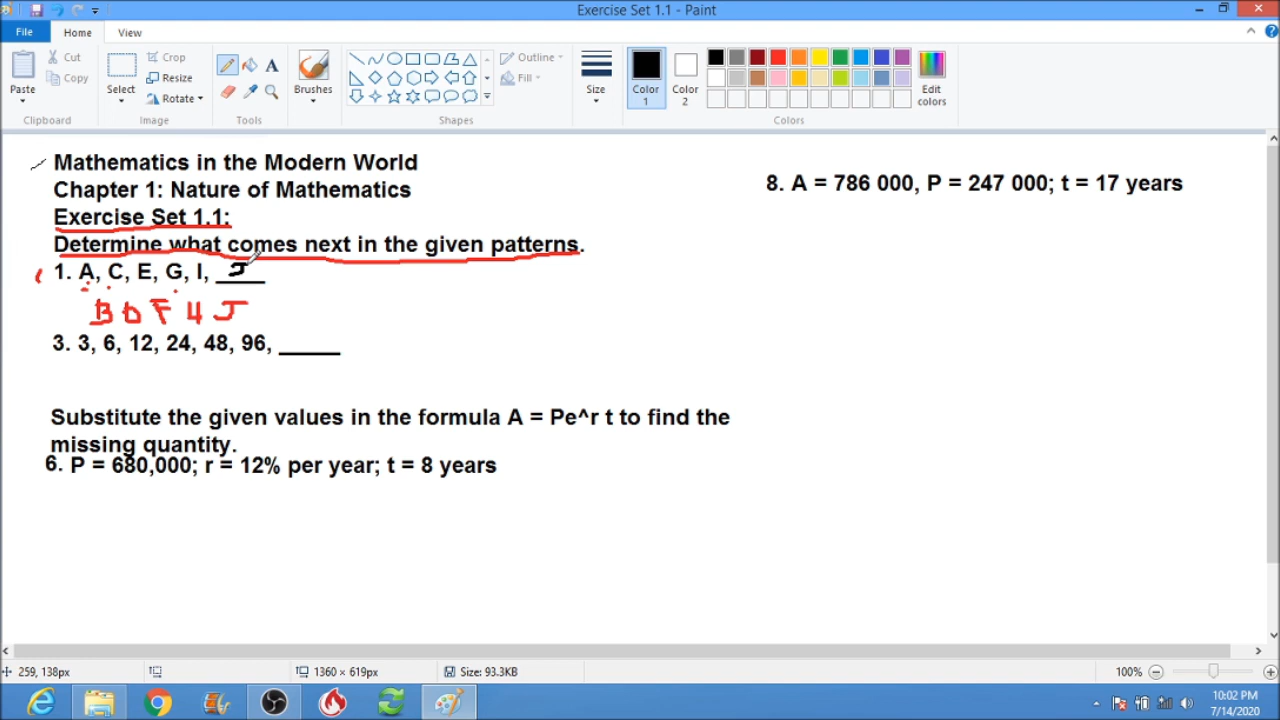 Exercise Set 1.1 - Paint
File Home View
Paste Cut Copy Clipboard
Select Crop Resize Rotate Image
Tools
Brushes
Shapes Outline Fill
Size
Color 1 Color 2
Colors
Edit colors
Mathematics in the Modern World
Chapter 1: Nature of Mathematics
Exercise Set 1.1:
Determine what comes next in the given patterns.
1. A, C, E, G, I, _____
B D F H J
3. 3, 6, 12, 24, 48, 96, _____
Substitute the given values in the formula A = Pe^r t to find the
missing quantity.
6. P = 680,000; r = 12% per year; t = 8 years
8. A = 786 000, P = 247 000; t = 17 years
259, 138px
1360 × 619px
Size: 93.3KB
100%
10:02 PM
7/14/2020